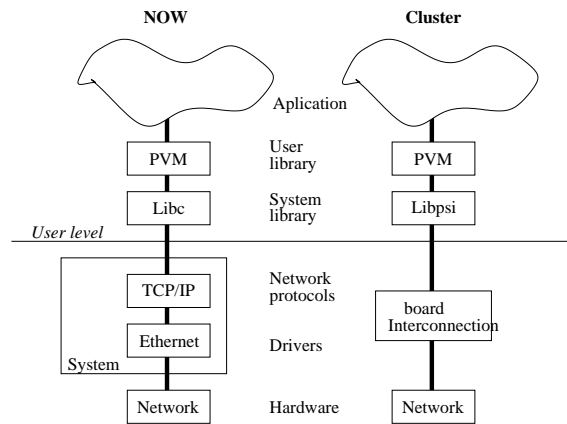 NOW
Cluster
Aplication
PVM
User
library
PVM
Libc
System
library
Libpsi
User level
TCP/IP
Network
protocols
board
Interconnection
Ethernet
Drivers
System
Network
Hardware
Network